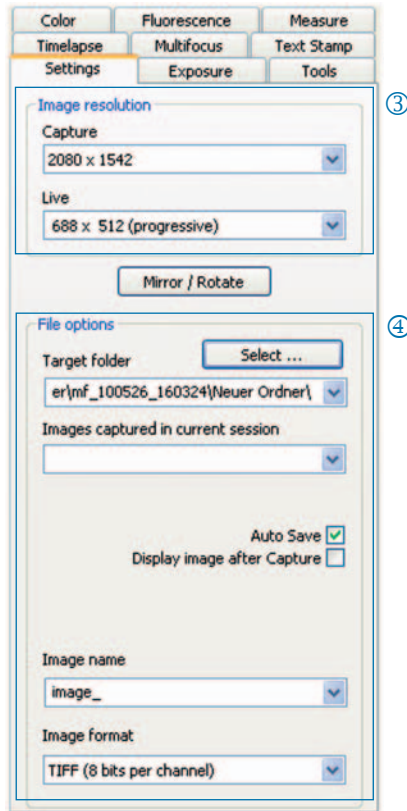 Color Fluorescence Measure
Timelapse Multifocus Text Stamp
Settings Exposure Tools
Image resolution
③
Capture
2080 x 1542
Live
688 x 512 (progressive)
Mirror / Rotate
File options
④
Target folder Select ...
er\mf_100526_160324\Neuer Ordner\
Images captured in current session
Auto Save
Display image after Capture
Image name
image_
Image format
TIFF (8 bits per channel)